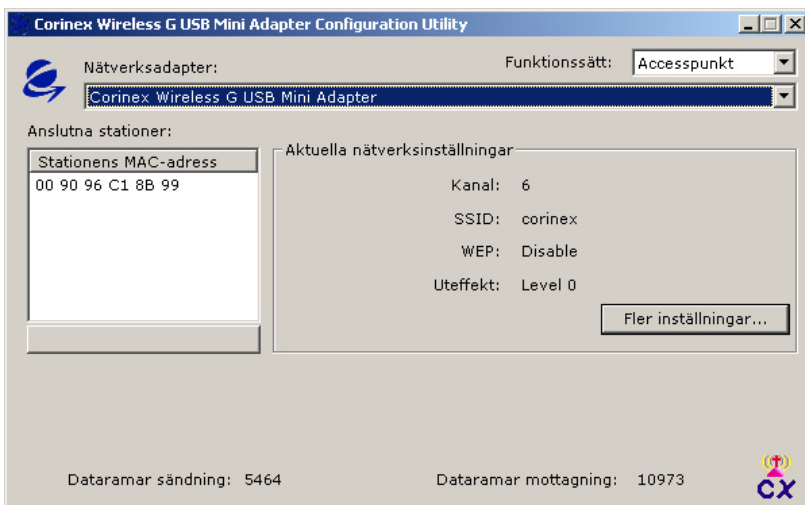 Corinex Wireless G USB Mini Adapter Configuration Utility
Nätverksadapter:
Funktionssätt:
Accesspunkt
Corinex Wireless G USB Mini Adapter
Anslutna stationer:
Stationens MAC-adress
00 90 96 C1 8B 99
Aktuella nätverksinställningar
Kanal: 6
SSID: corinex
WEP: Disable
Uteffekt: Level 0
Fler inställningar...
Dataramar sändning: 5464
Dataramar mottagning: 10973
CX